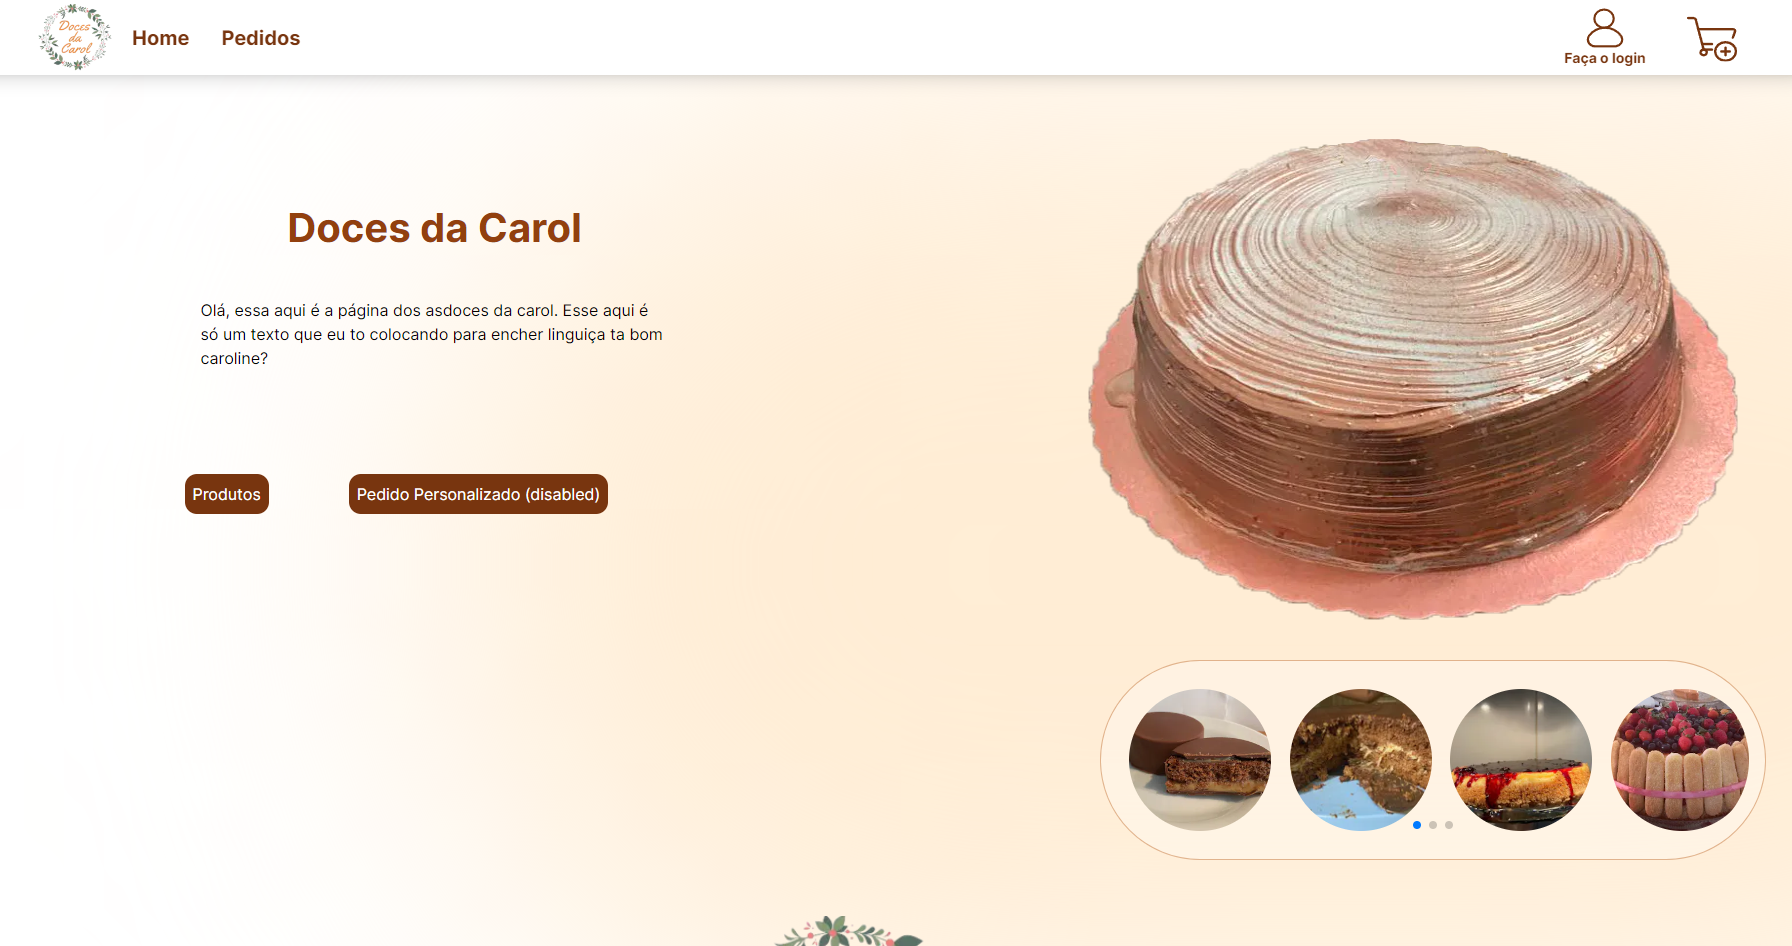 Doces
da
Carol
Home
Pedidos
Faça o login
Doces da Carol
Olá, essa aqui é a página dos asdoces da carol. Esse aqui é
só um texto que eu to colocando para encher linguiça ta bom
caroline?
Produtos
Pedido Personalizado (disabled)